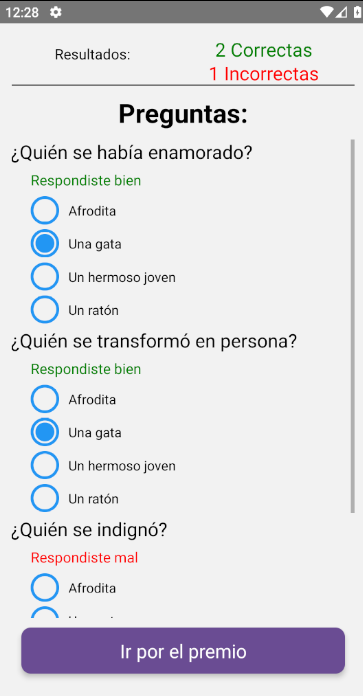 12:28
Resultados:
2 Correctas
1 Incorrectas
Preguntas:
¿Quién se había enamorado?
Respondiste bien
Afrodita
Una gata
Un hermoso joven
Un ratón
¿Quién se transformó en persona?
Respondiste bien
Afrodita
Una gata
Un hermoso joven
Un ratón
¿Quién se indignó?
Respondiste mal
Afrodita
Ir por el premio